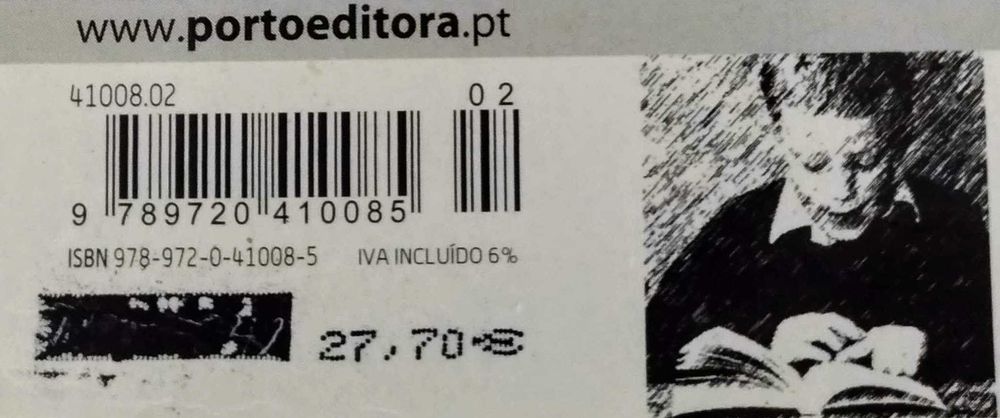 www.portoeditora.pt
41008.02
02
9 789720 410085
ISBN 978-972-0-41008-5 IVA INCLUÍDO 6%
27,70 €